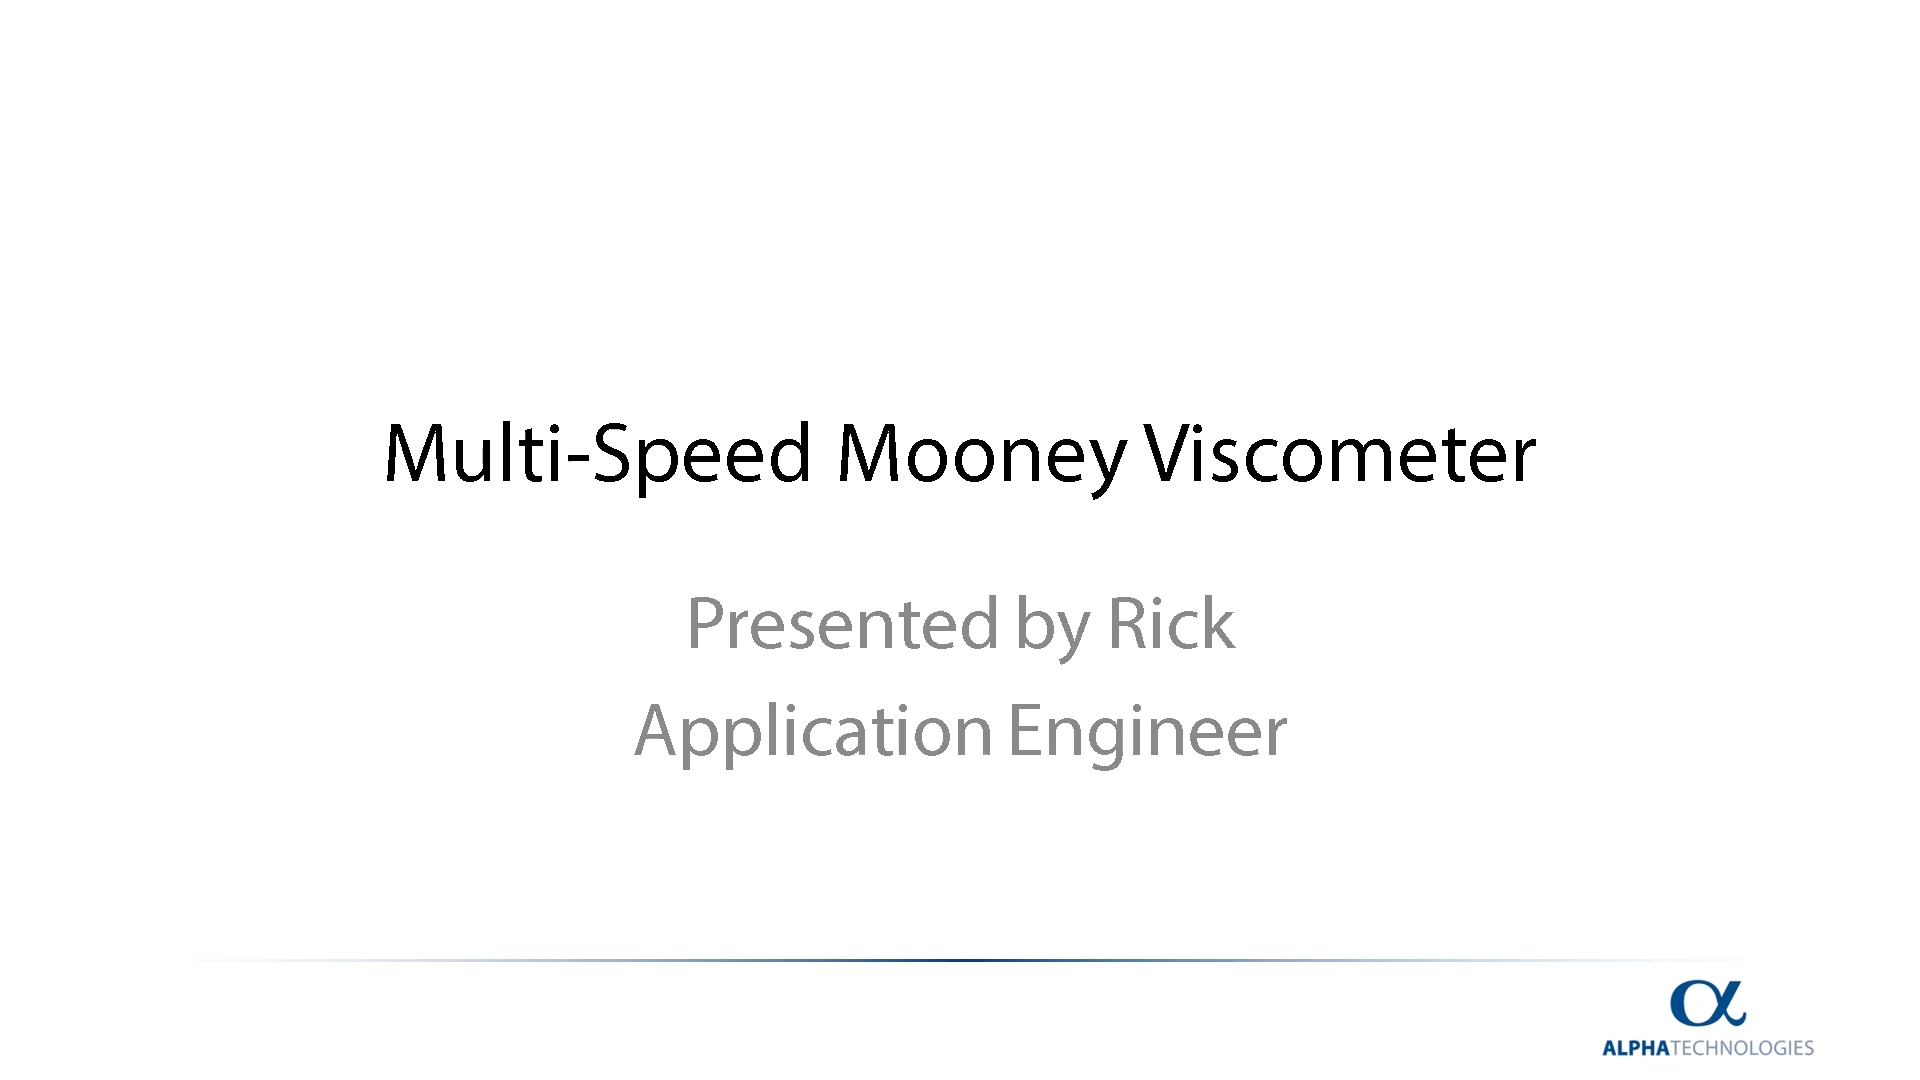 Multi-Speed Mooney Viscometer
Presented by Rick
Application Engineer
ALPHATECHNOLOGIES